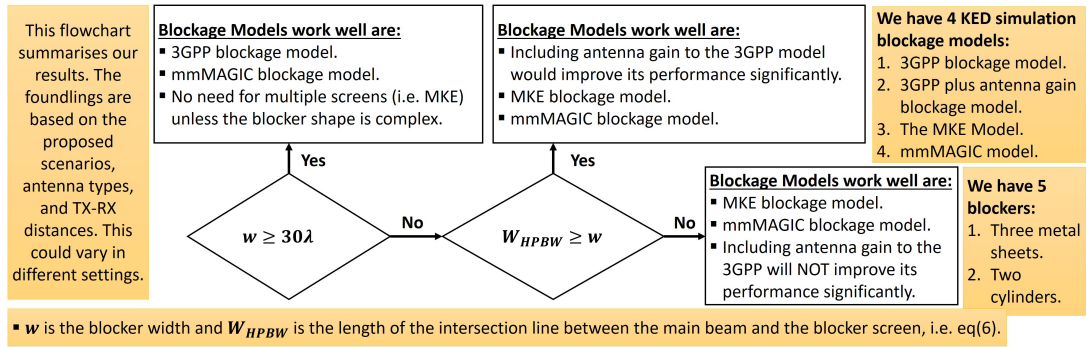 This flowchart
summarises our
results. The
foundlings are
based on the
proposed
scenarios,
antenna types,
and TX-RX
distances. This
could vary in
different settings.
Blockage Models work well are:
▪ 3GPP blockage model.
▪ mmMAGIC blockage model.
▪ No need for multiple screens (i.e. MKE)
unless the blocker shape is complex.
Blockage Models work well are:
▪ Including antenna gain to the 3GPP model
would improve its performance significantly.
▪ MKE blockage model.
▪ mmMAGIC blockage model.
We have 4 KED simulation
blockage models:
1. 3GPP blockage model.
2. 3GPP plus antenna gain
blockage model.
3. The MKE Model.
4. mmMAGIC model.
Yes
Yes
w ≥ 30λ
No
W_HPBW ≥ w
No
Blockage Models work well are:
▪ MKE blockage model.
▪ mmMAGIC blockage model.
▪ Including antenna gain to the
3GPP will NOT improve its
performance significantly.
We have 5
blockers:
1. Three metal
sheets.
2. Two
cylinders.
▪ w is the blocker width and W_HPBW is the length of the intersection line between the main beam and the blocker screen, i.e. eq(6).